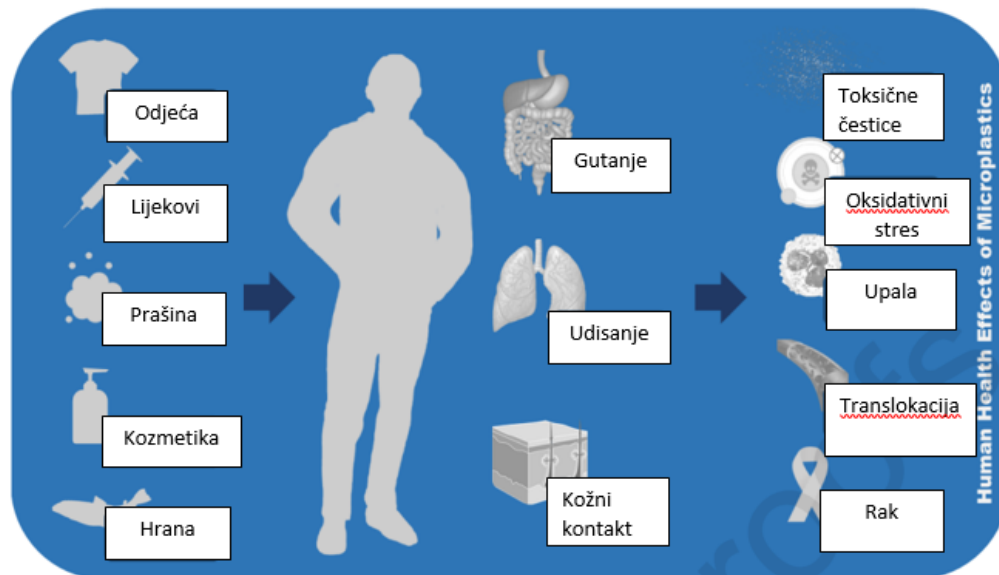 Odjeća
Lijekovi
Prašina
Kozmetika
Hrana
Gutanje
Udisanje
Kožni
kontakt
Toksične
čestice
Oksidativni
stres
Upala
Translokacija
Rak
Human Health Effects of Microplastics